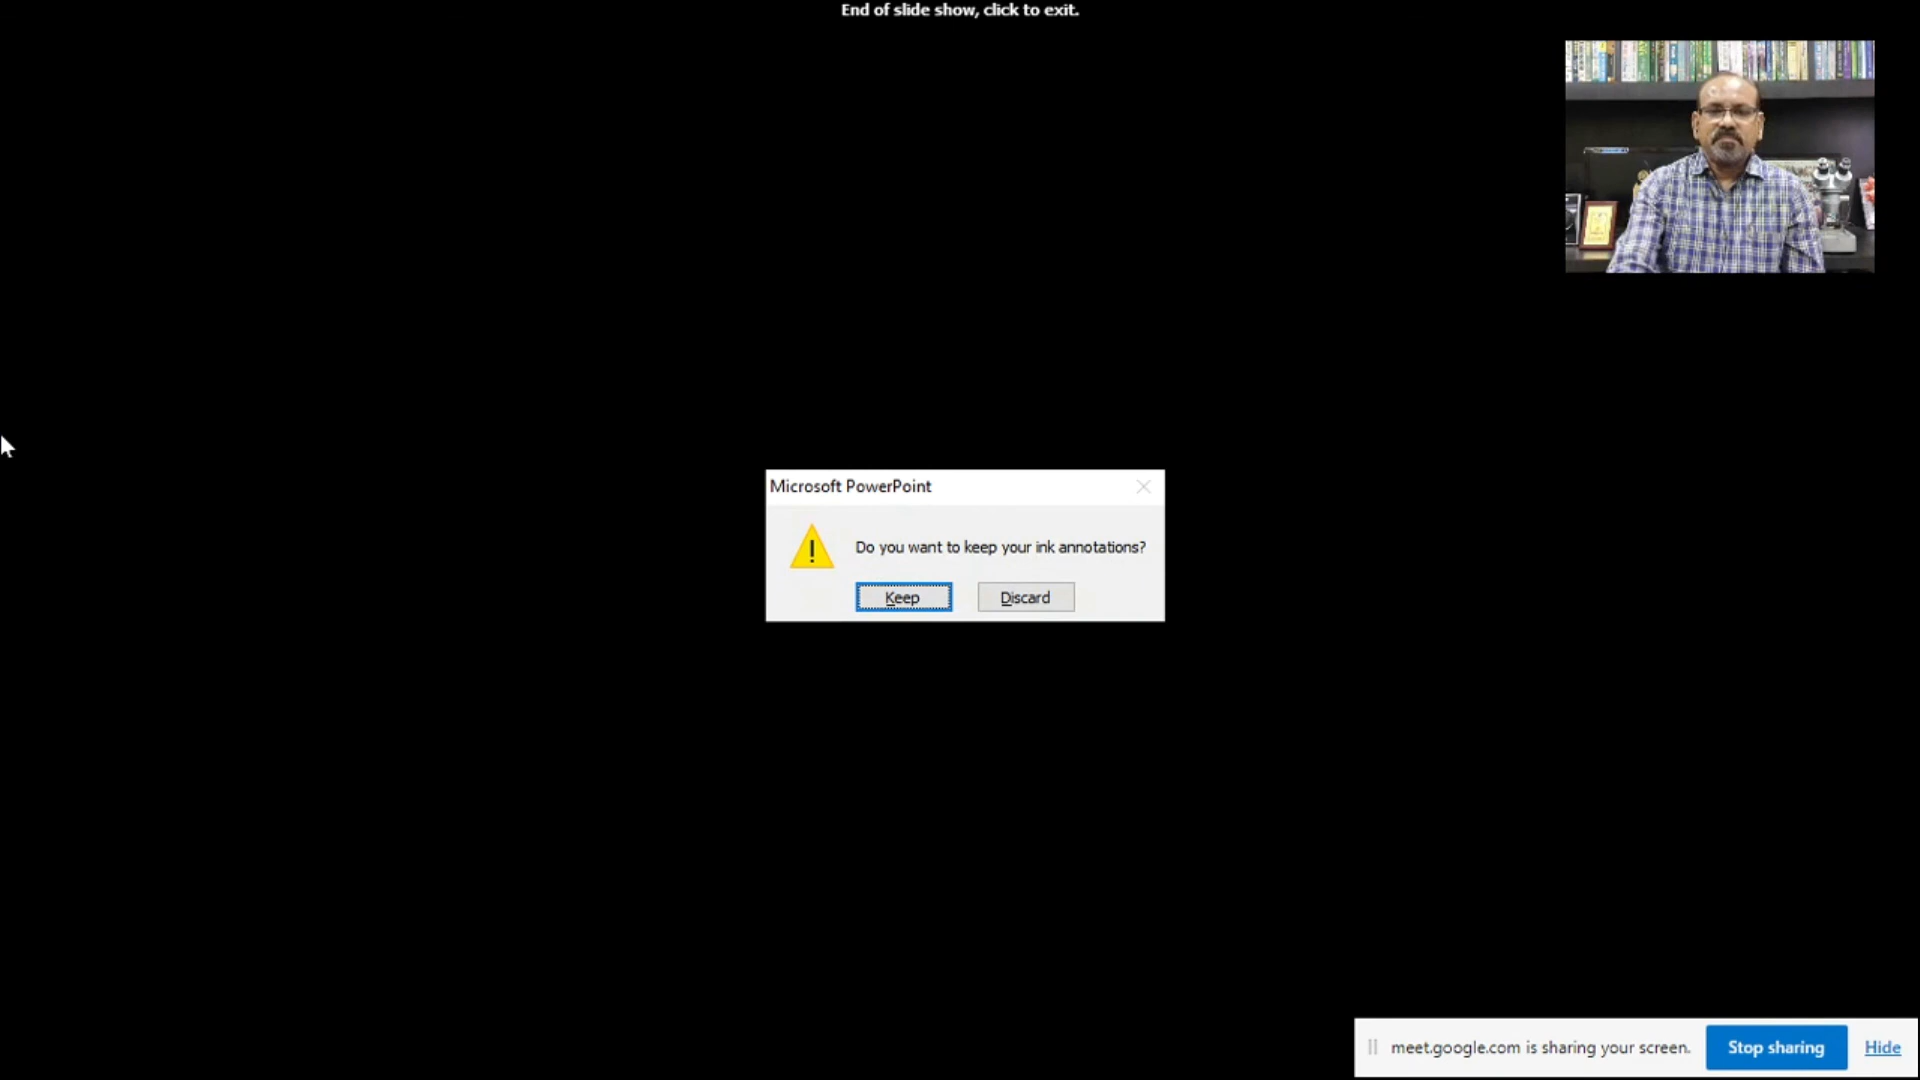 End of slide show, click to exit.
Microsoft PowerPoint
Do you want to keep your ink annotations?
Keep
Discard
meet.google.com is sharing your screen.
Stop sharing
Hide